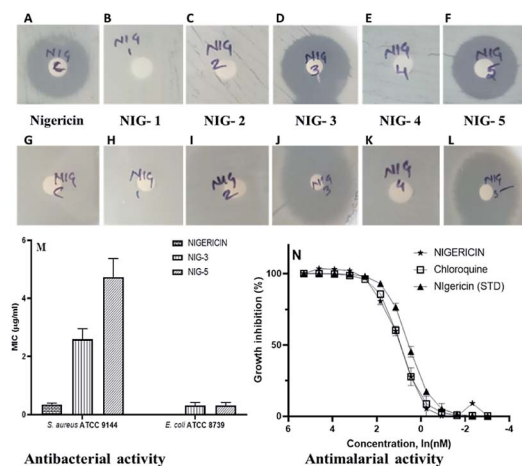 A B C D E F
NIG C
NIG 1
NIG 2
NIG 3
NIG 4
NIG 5
Nigericin NIG- 1 NIG- 2 NIG- 3 NIG- 4 NIG- 5
G H I J K L
NIG C
NIG 1
NIG 2
NIG 3
NIG 4
NIG
M
NIGERICIN
NIG-3
NIG-5
MIC (µg/ml)
6
4
2
0
S. aureus ATCC 9144 E. coli ATCC 8739
Antibacterial activity
N
NIGERICIN
Chloroquine
NIgericin (STD)
Growth inhibition (%)
100
50
0
6 4 2 0 -2 -4
Concentration, ln(nM)
Antimalarial activity